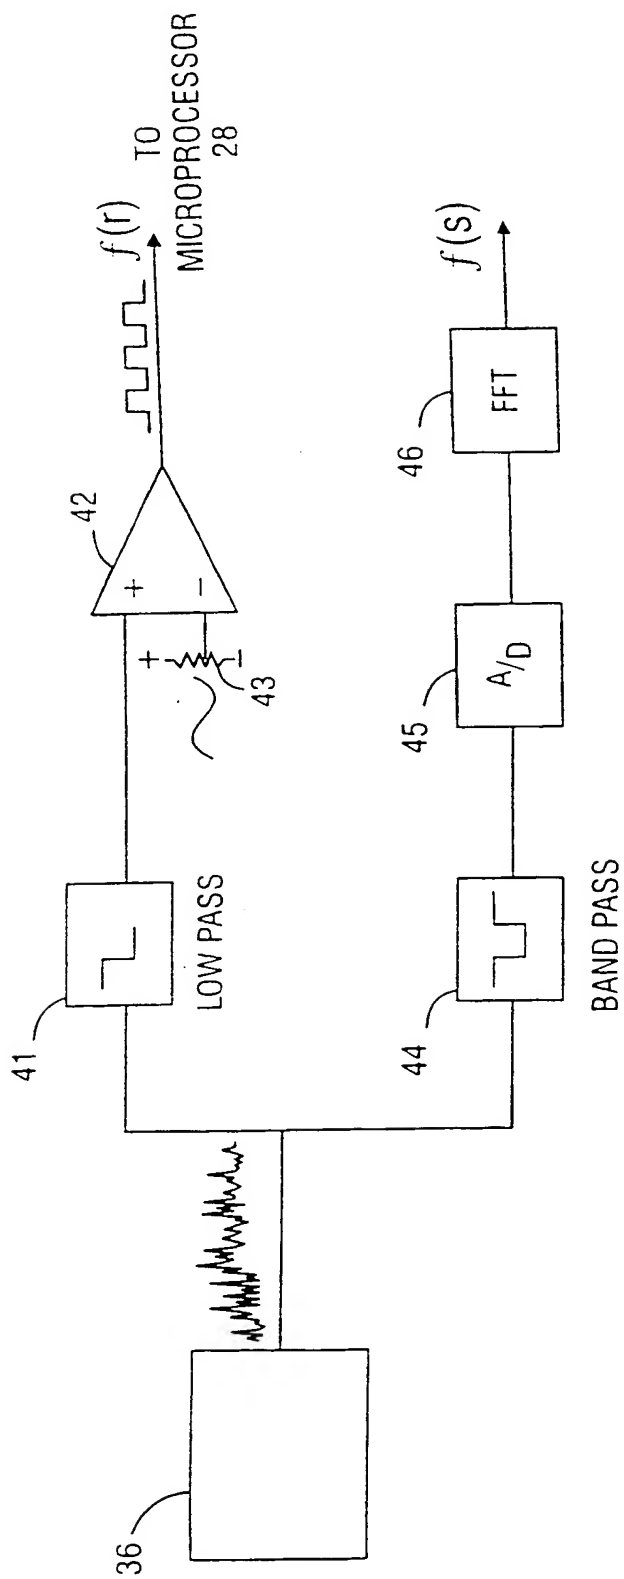 36
41
LOW PASS
42
+
−
+
−
43
f(r)
TO
MICROPROCESSOR
28
44
BAND PASS
45
A/D
46
FFT
f(s)